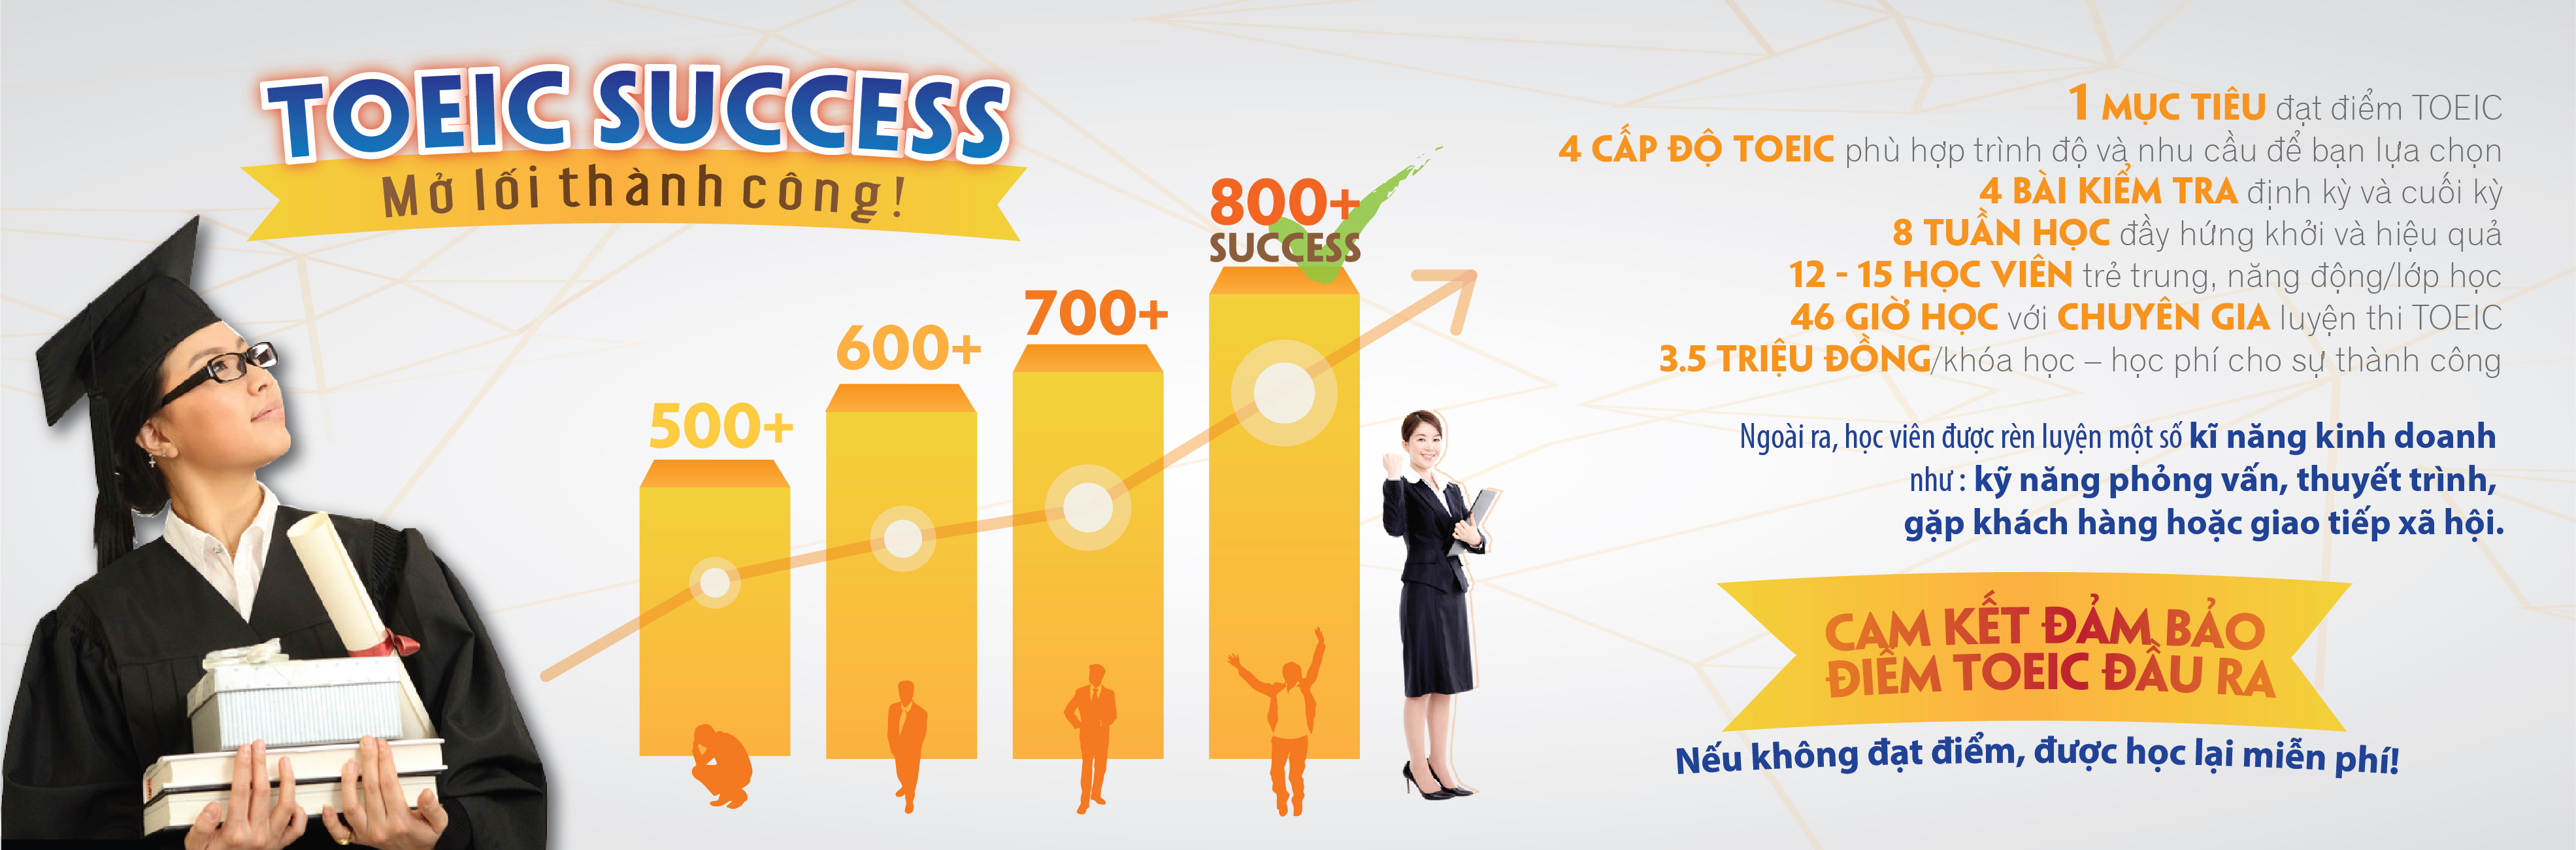 TOEIC SUCCESS
Mở lối thành công!
500+
600+
700+
800+
SUCCESS
1 MỤC TIÊU đạt điểm TOEIC
4 CẤP ĐỘ TOEIC phù hợp trình độ và nhu cầu để bạn lựa chọn
4 BÀI KIỂM TRA định kỳ và cuối kỳ
8 TUẦN HỌC đầy hứng khởi và hiệu quả
12 - 15 HỌC VIÊN trẻ trung, năng động/lớp học
46 GIỜ HỌC với CHUYÊN GIA luyện thi TOEIC
3.5 TRIỆU ĐỒNG/khóa học – học phí cho sự thành công
Ngoài ra, học viên được rèn luyện một số kĩ năng kinh doanh
như : kỹ năng phỏng vấn, thuyết trình,
gặp khách hàng hoặc giao tiếp xã hội.
CAM KẾT ĐẢM BẢO
ĐIỂM TOEIC ĐẦU RA
Nếu không đạt điểm, được học lại miễn phí!